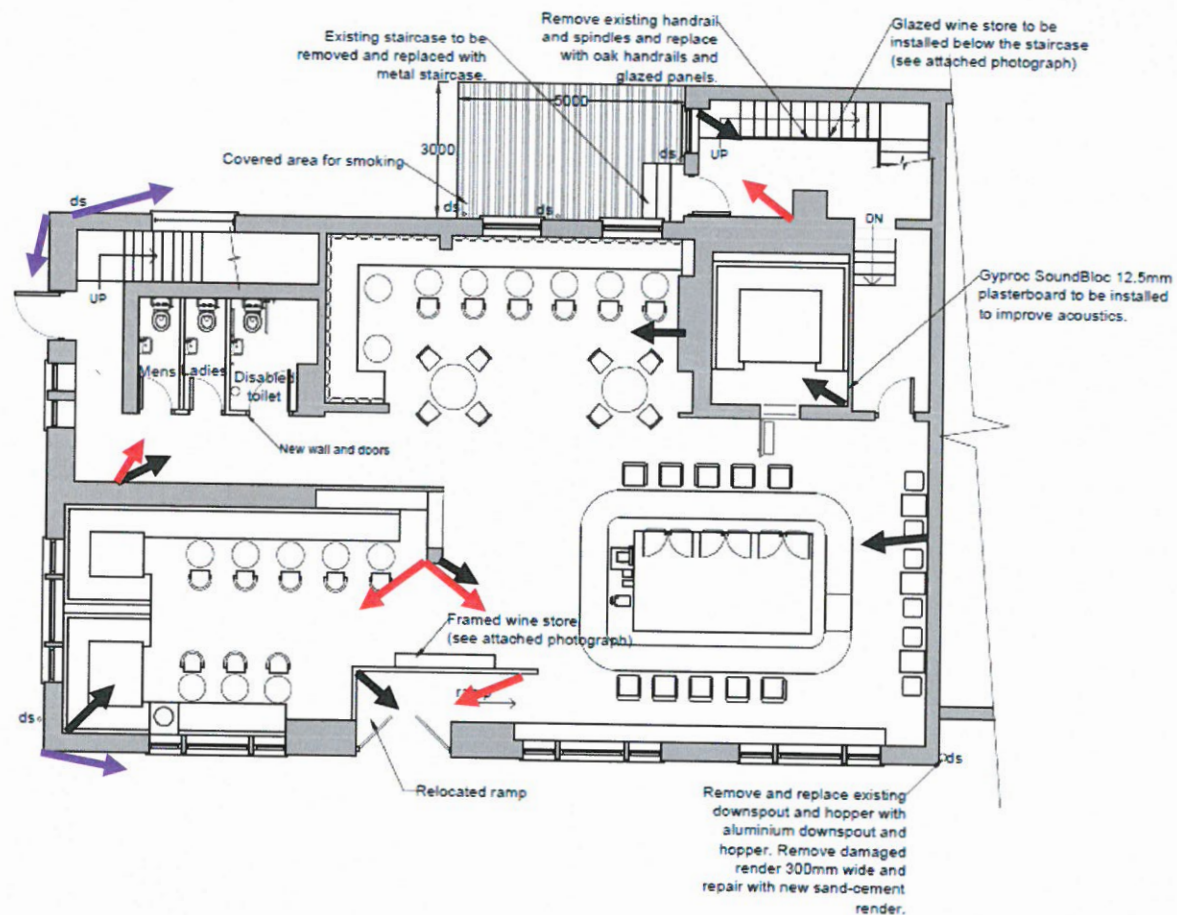 Remove existing handrail
and spindles and replace
with oak handrails and
glazed panels.
Glazed wine store to be
installed below the staircase
(see attached photograph)
Existing staircase to be
removed and replaced with
metal staircase.
5000
3000
UP
ds
Covered area for smoking
ds
ds
ds
DN
UP
Gyproc SoundBloc 12.5mm
plasterboard to be installed
to improve acoustics.
Mens
Ladies
Disabled
toilet
New wall and doors
Framed wine store
(see attached photograph)
ds
Relocated ramp
ds
Remove and replace existing
downspout and hopper with
aluminium downspout and
hopper. Remove damaged
render 300mm wide and
repair with new sand-cement
render.